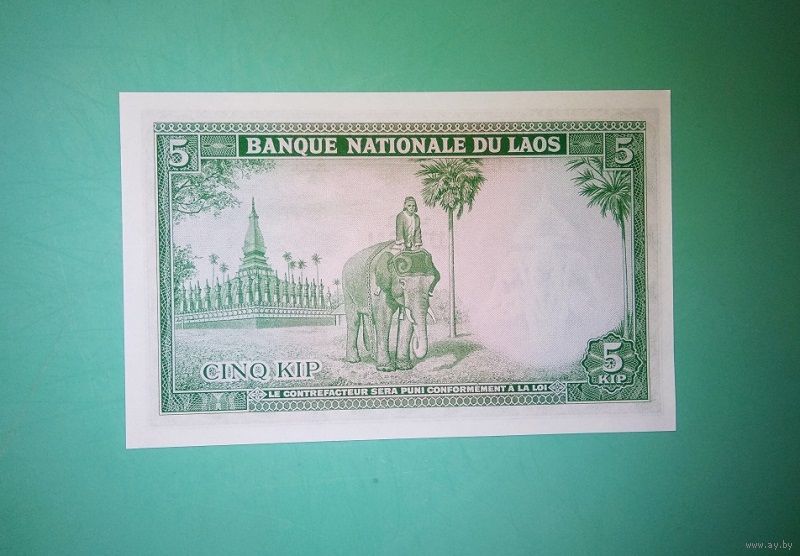 5 BANQUE NATIONALE DU LAOS 5
CINQ KIP
5
KIP
LE CONTREFACTEUR SERA PUNI CONFORMÉMENT À LA LOI
www.ay.by